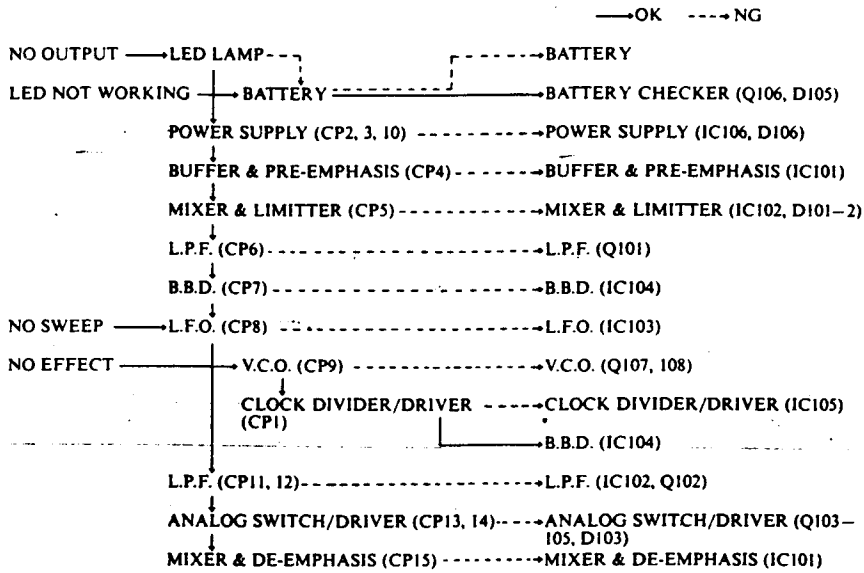 OK NG
NO OUTPUT LED LAMP BATTERY
LED NOT WORKING BATTERY BATTERY CHECKER (Q106, D105)
POWER SUPPLY (CP2, 3, 10) POWER SUPPLY (IC106, D106)
BUFFER & PRE-EMPHASIS (CP4) BUFFER & PRE-EMPHASIS (IC101)
MIXER & LIMITTER (CP5) MIXER & LIMITTER (IC102, D101–2)
L.P.F. (CP6) L.P.F. (Q101)
B.B.D. (CP7) B.B.D. (IC104)
NO SWEEP L.F.O. (CP8) L.F.O. (IC103)
NO EFFECT V.C.O. (CP9) V.C.O. (Q107, 108)
CLOCK DIVIDER/DRIVER CLOCK DIVIDER/DRIVER (IC105)
(CP1)
B.B.D. (IC104)
L.P.F. (CP11, 12) L.P.F. (IC102, Q102)
ANALOG SWITCH/DRIVER (CP13, 14) ANALOG SWITCH/DRIVER (Q103–
105, D103)
MIXER & DE-EMPHASIS (CP15) MIXER & DE-EMPHASIS (IC101)